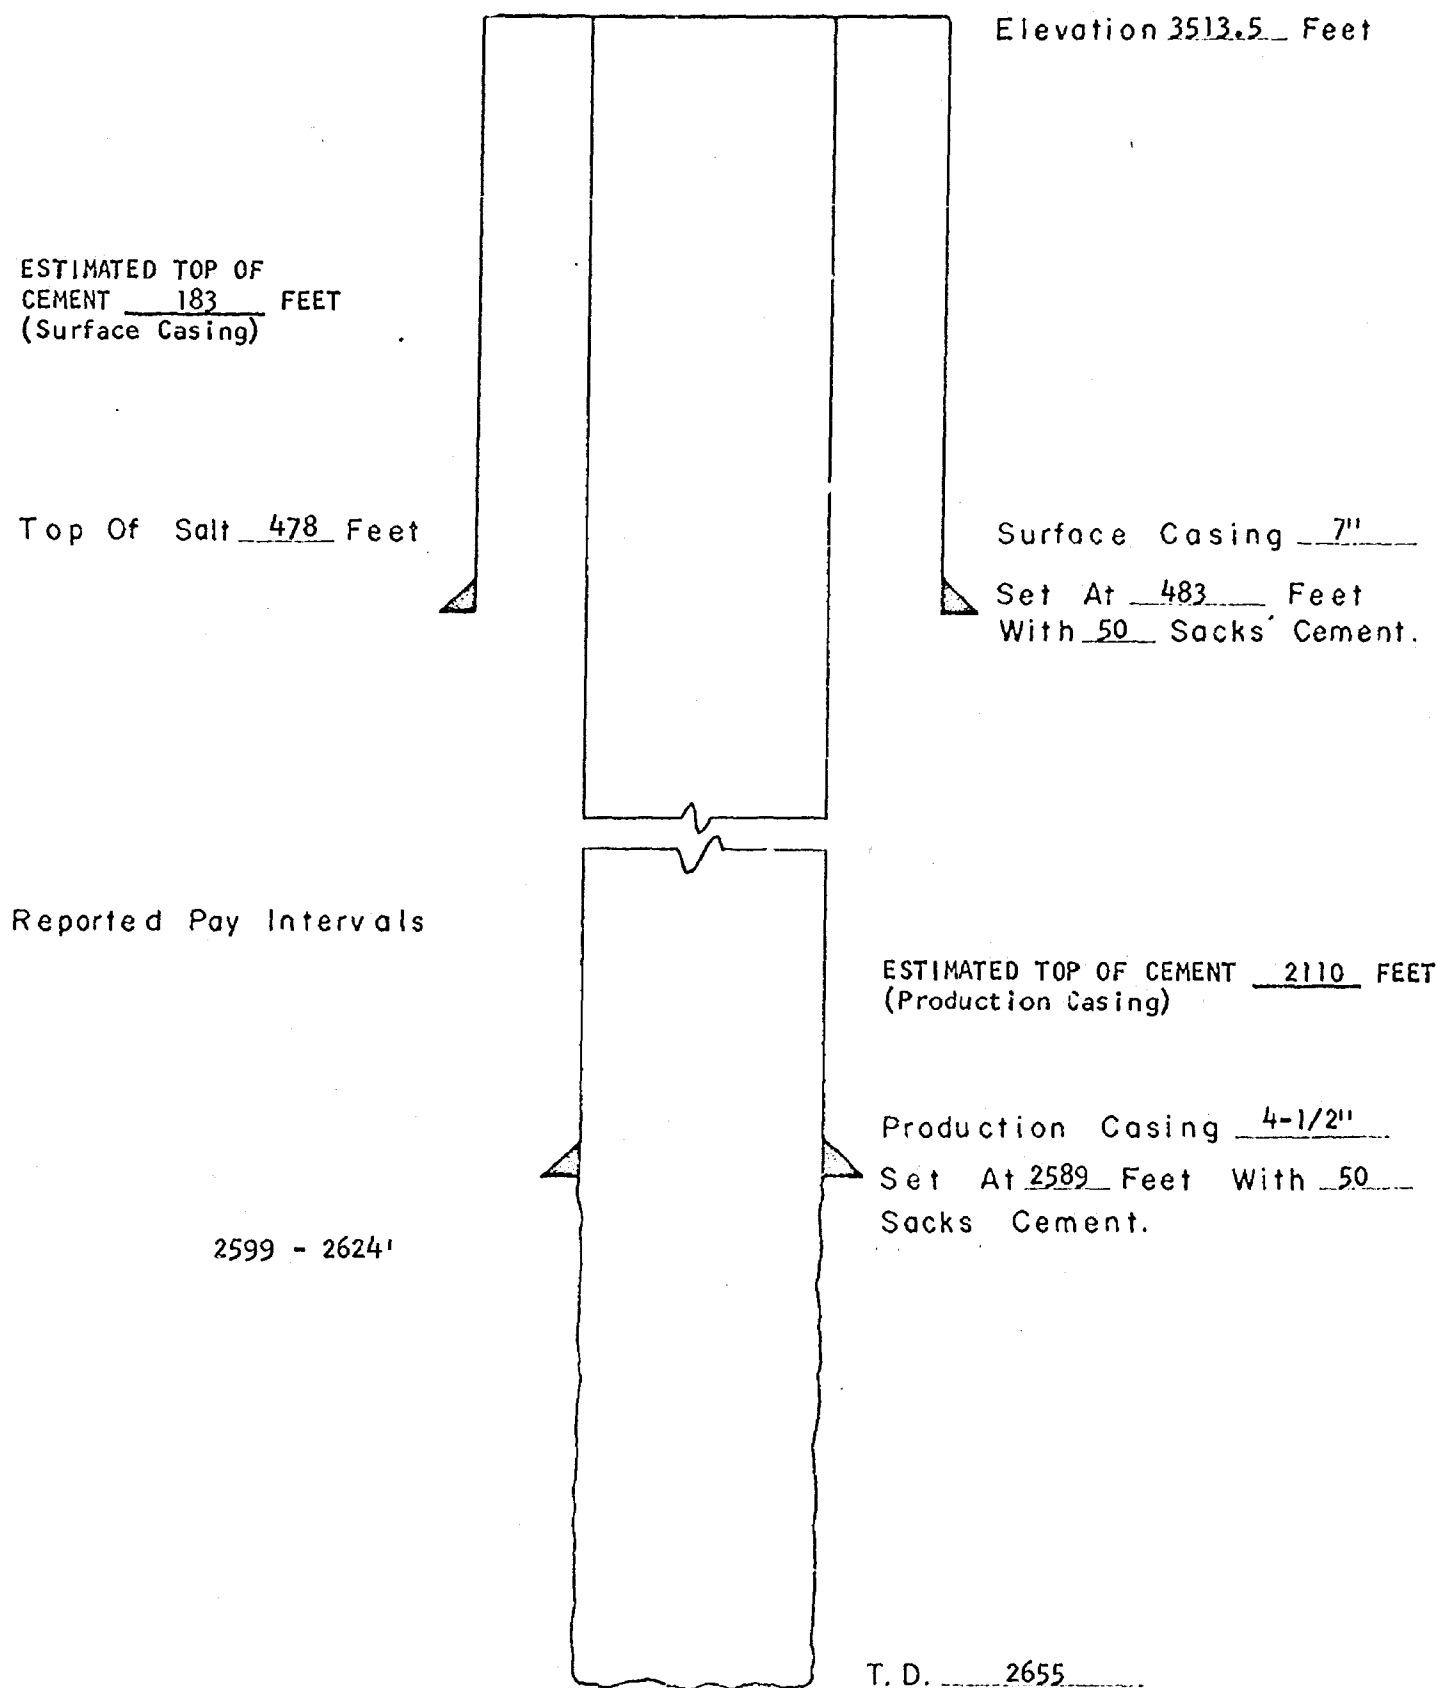 Elevation 3513.5 Feet
ESTIMATED TOP OF
CEMENT 183 FEET
(Surface Casing)
Top Of Salt 478 Feet
Surface Casing 7"
Set At 483 Feet
With 50 Sacks Cement.
Reported Pay Intervals
ESTIMATED TOP OF CEMENT 2110 FEET
(Production Casing)
Production Casing 4-1/2"
Set At 2589 Feet With 50
Sacks Cement.
2599 - 2624'
T. D. 2655